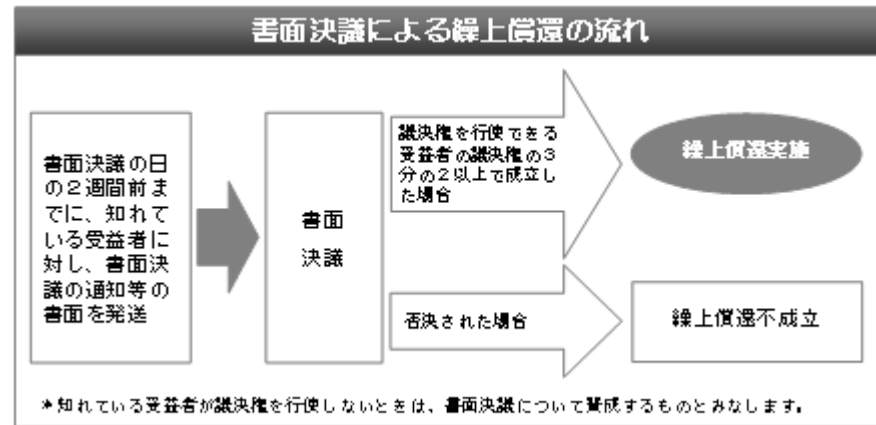 書面決議による繰上償還の流れ
書面決議の日
の2週間前ま
でに、知れて
いる受益者に
対し、書面決
議の通知等の
書面を発送
書面
決議
議決権を行使できる
受益者の議決権の3
分の2以上で成立し
た場合
繰上償還実施
否決された場合
繰上償還不成立
*知れている受益者が議決権を行使しないときは、書面決議について賛成するものとみなします。